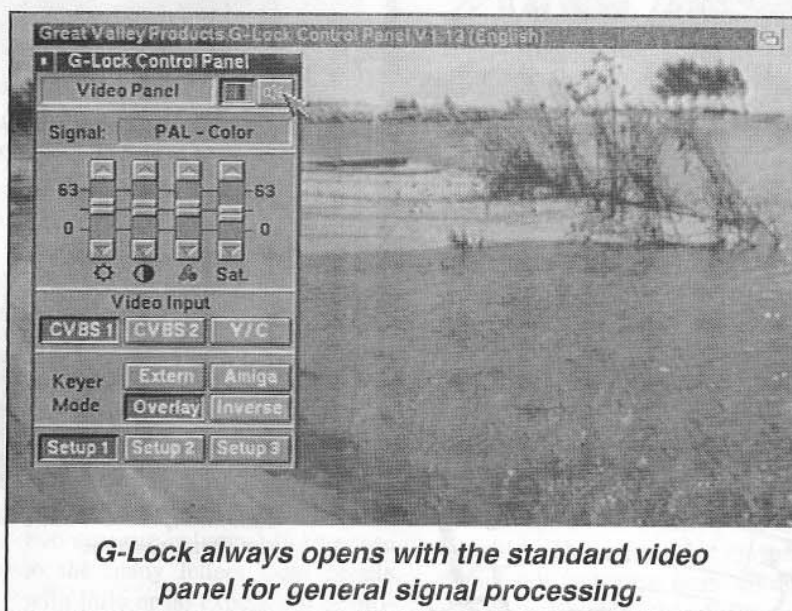 Great Valley Products G-Lock Control Panel V 1.12 (English)
G-Lock Control Panel
Video Panel
Signal: PAL - Color
63 63
0 0
Sat.
Video Input
CVBS 1 CVBS 2 Y/C
Keyer Mode
Extern Amiga
Overlay Inverse
Setup 1 Setup 2 Setup 3
G-Lock always opens with the standard video
panel for general signal processing.